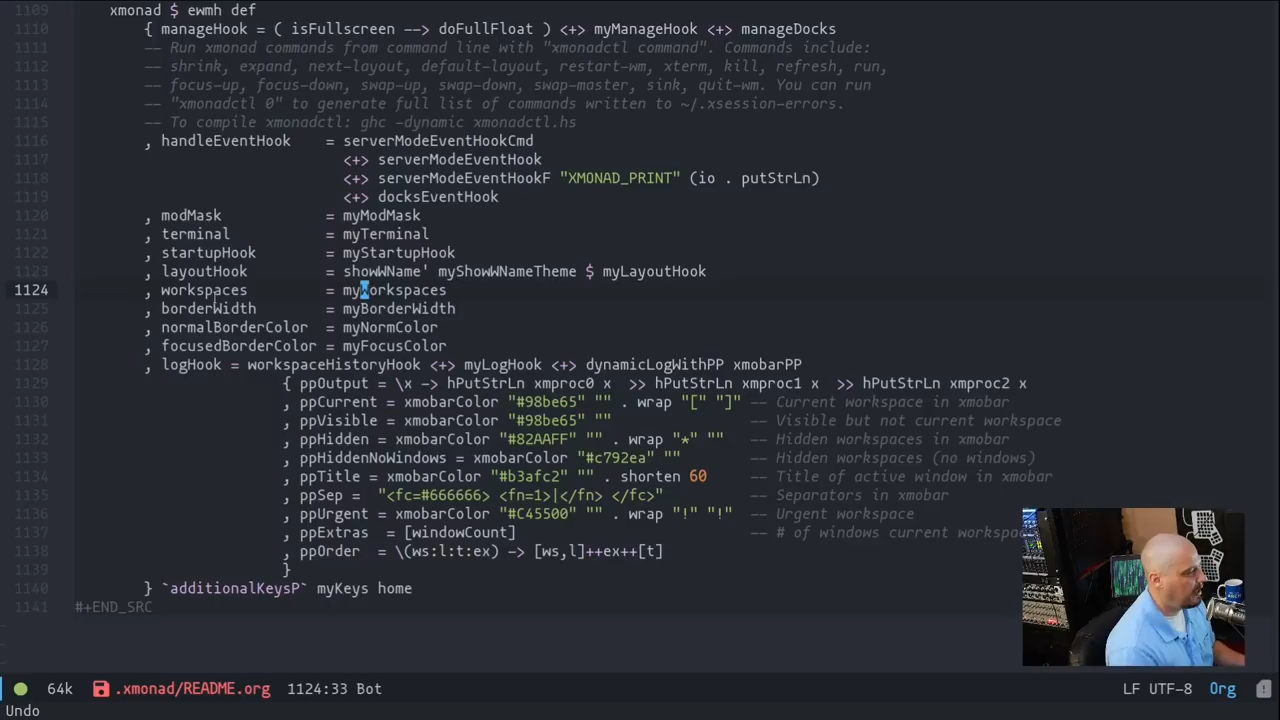 1109 xmonad $ ewmh def
1110 { manageHook = ( isFullscreen --> doFullFloat ) <+> myManageHook <+> manageDocks
1111 -- Run xmonad commands from command line with "xmonadctl command". Commands include:
1112 -- shrink, expand, next-layout, default-layout, restart-wm, xterm, kill, refresh, run,
1113 -- focus-up, focus-down, swap-up, swap-down, swap-master, sink, quit-wm. You can run
1114 -- "xmonadctl 0" to generate full list of commands written to ~/.xsession-errors.
1115 -- To compile xmonadctl: ghc -dynamic xmonadctl.hs
1116 , handleEventHook = serverModeEventHookCmd
1117 <+> serverModeEventHook
1118 <+> serverModeEventHookF "XMONAD_PRINT" (io . putStrLn)
1119 <+> docksEventHook
1120 , modMask = myModMask
1121 , terminal = myTerminal
1122 , startupHook = myStartupHook
1123 , layoutHook = showWName' myShowWNameTheme $ myLayoutHook
1124 , workspaces = myWorkspaces
1125 , borderWidth = myBorderWidth
1126 , normalBorderColor = myNormColor
1127 , focusedBorderColor = myFocusColor
1128 , logHook = workspaceHistoryHook <+> myLogHook <+> dynamicLogWithPP xmobarPP
1129 { ppOutput = \x -> hPutStrLn xmproc0 x >> hPutStrLn xmproc1 x >> hPutStrLn xmproc2 x
1130 , ppCurrent = xmobarColor "#98be65" "" . wrap "[" "]" -- Current workspace in xmobar
1131 , ppVisible = xmobarColor "#98be65" "" -- Visible but not current workspace
1132 , ppHidden = xmobarColor "#82AAFF" "" . wrap "*" "" -- Hidden workspaces in xmobar
1133 , ppHiddenNoWindows = xmobarColor "#c792ea" "" -- Hidden workspaces (no windows)
1134 , ppTitle = xmobarColor "#b3afc2" "" . shorten 60 -- Title of active window in xmobar
1135 , ppSep = "<fc=#666666> <fn=1>|</fn> </fc>" -- Separators in xmobar
1136 , ppUrgent = xmobarColor "#C45500" "" . wrap "!" "!" -- Urgent workspace
1137 , ppExtras = [windowCount] -- # of windows current
1138 , ppOrder = \(ws:l:t:ex) -> [ws,l]++ex++[t]
1139 }
1140 } `additionalKeysP` myKeys home
1141 #+END_SRC
64k .xmonad/README.org 1124:33 Bot LF UTF-8 Org
Undo